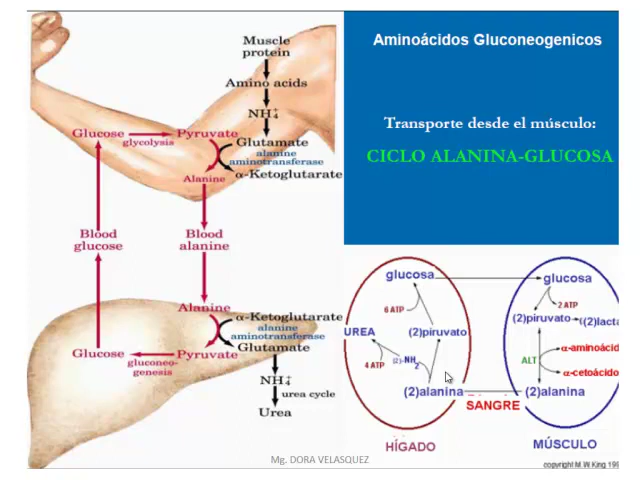 Aminoácidos Gluconeogenicos
Transporte desde el músculo:
CICLO ALANINA-GLUCOSA
Muscle
protein
Amino acids
NH4+
Glucose
glycolysis
Pyruvate
Glutamate
alanine
aminotransferase
α-Ketoglutarate
Alanine
Blood
glucose
Blood
alanine
Alanine
α-Ketoglutarate
alanine
aminotransferase
Glutamate
Glucose
gluconeo-
genesis
Pyruvate
NH4+
urea cycle
Urea
glucosa
6 ATP
UREA
(2)piruvato
4 ATP
(2)-NH2
(2)alanina
HÍGADO
SANGRE
glucosa
2 ATP
(2)piruvato
(2)lacta
ALT
α-aminoácid
α-cetoácido
(2)alanina
MÚSCULO
copyright M.W.King 199
Mg. DORA VELASQUEZ